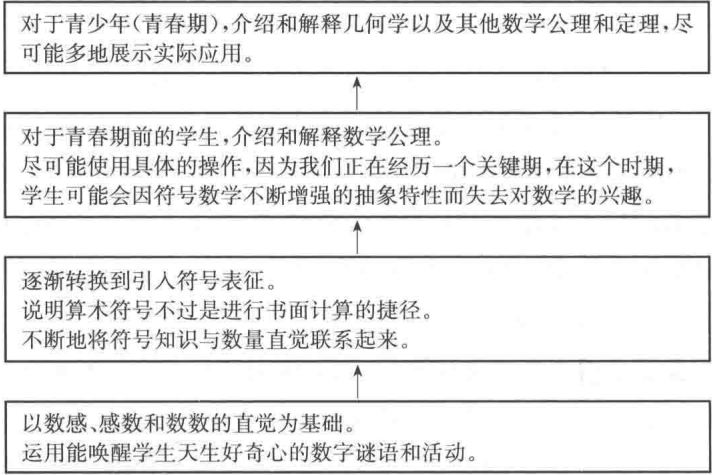 对于青少年(青春期),介绍和解释几何学以及其他数学公理和定理,尽
可能多地展示实际应用。
对于青春期前的学生,介绍和解释数学公理。
尽可能使用具体的操作,因为我们正在经历一个关键期,在这个时期,
学生可能会因符号数学不断增强的抽象特性而失去对数学的兴趣。
逐渐转换到引入符号表征。
说明算术符号不过是进行书面计算的捷径。
不断地将符号知识与数量直觉联系起来。
以数感、感数和数数的直觉为基础。
运用能唤醒学生天生好奇心的数字谜语和活动。